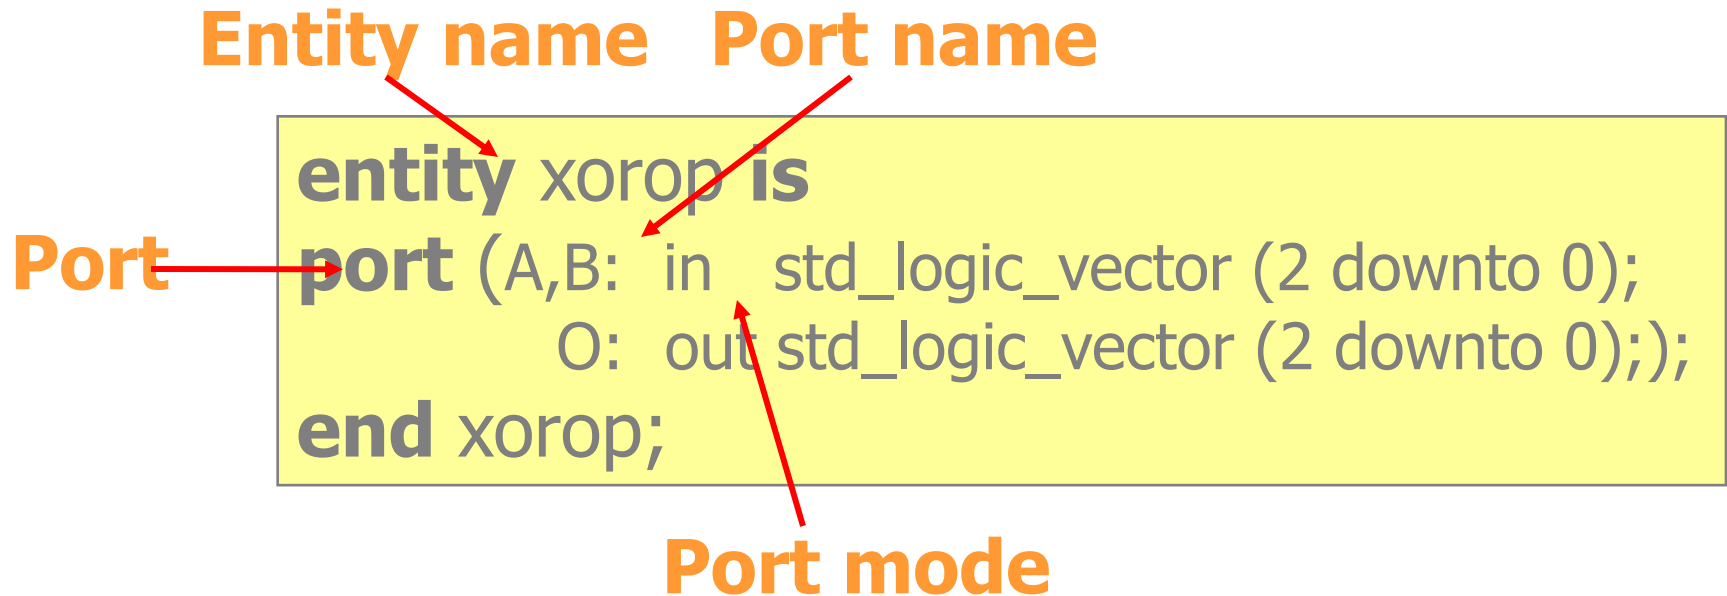 Entity name Port name
entity xorop is
Port
port (A,B: in std_logic_vector (2 downto 0);
O: out std_logic_vector (2 downto 0););
end xorop;
Port mode